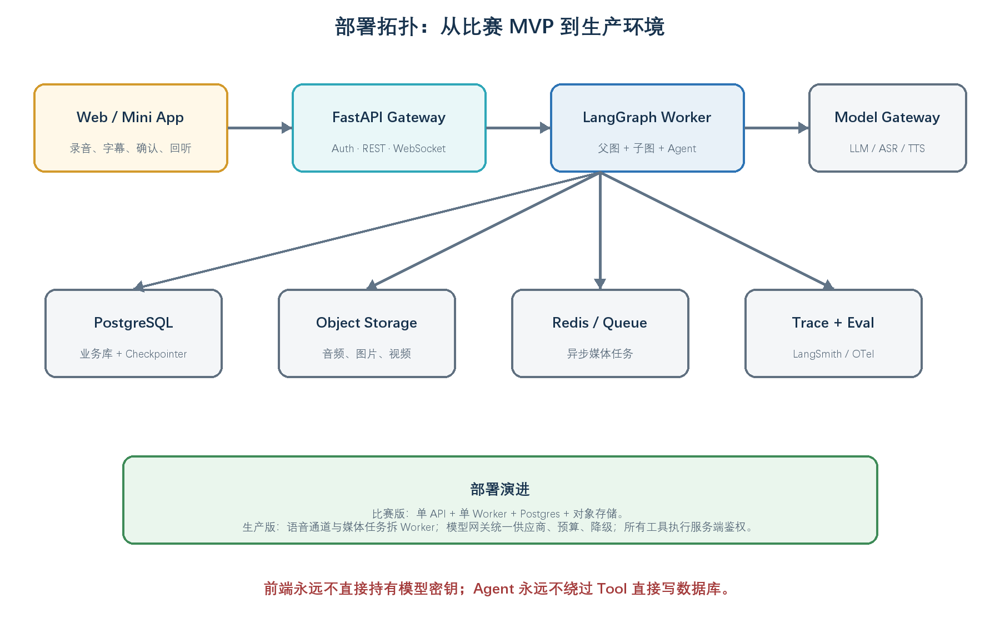 部署拓扑：从比赛 MVP 到生产环境
Web / Mini App
录音、字幕、确认、回听
FastAPI Gateway
Auth · REST · WebSocket
LangGraph Worker
父图 + 子图 + Agent
Model Gateway
LLM / ASR / TTS
PostgreSQL
业务库 + Checkpointer
Object Storage
音频、图片、视频
Redis / Queue
异步媒体任务
Trace + Eval
LangSmith / OTel
部署演进
比赛版：单 API + 单 Worker + Postgres + 对象存储。
生产版：语音通道与媒体任务拆 Worker；模型网关统一供应商、预算、降级；所有工具执行服务端鉴权。
前端永远不直接持有模型密钥；Agent 永远不绕过 Tool 直接写数据库。